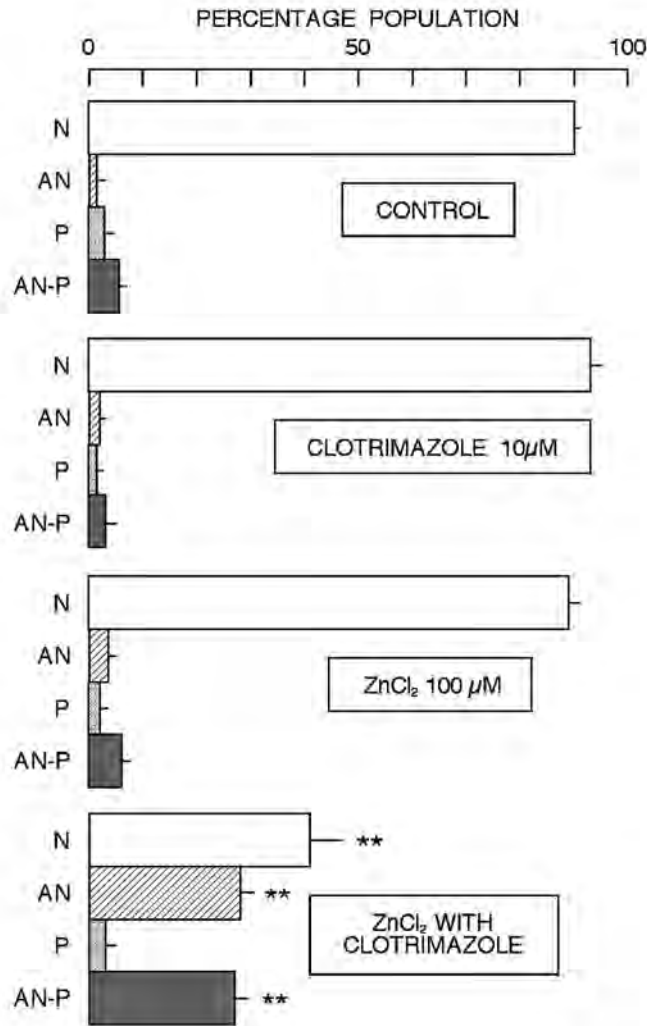 PERCENTAGE POPULATION
0 50 100
N
AN
CONTROL
P
AN-P
N
AN
CLOTRIMAZOLE 10µM
P
AN-P
N
AN
ZnCl₂ 100 µM
P
AN-P
N **
AN **
ZnCl₂ WITH
P
CLOTRIMAZOLE
AN-P **